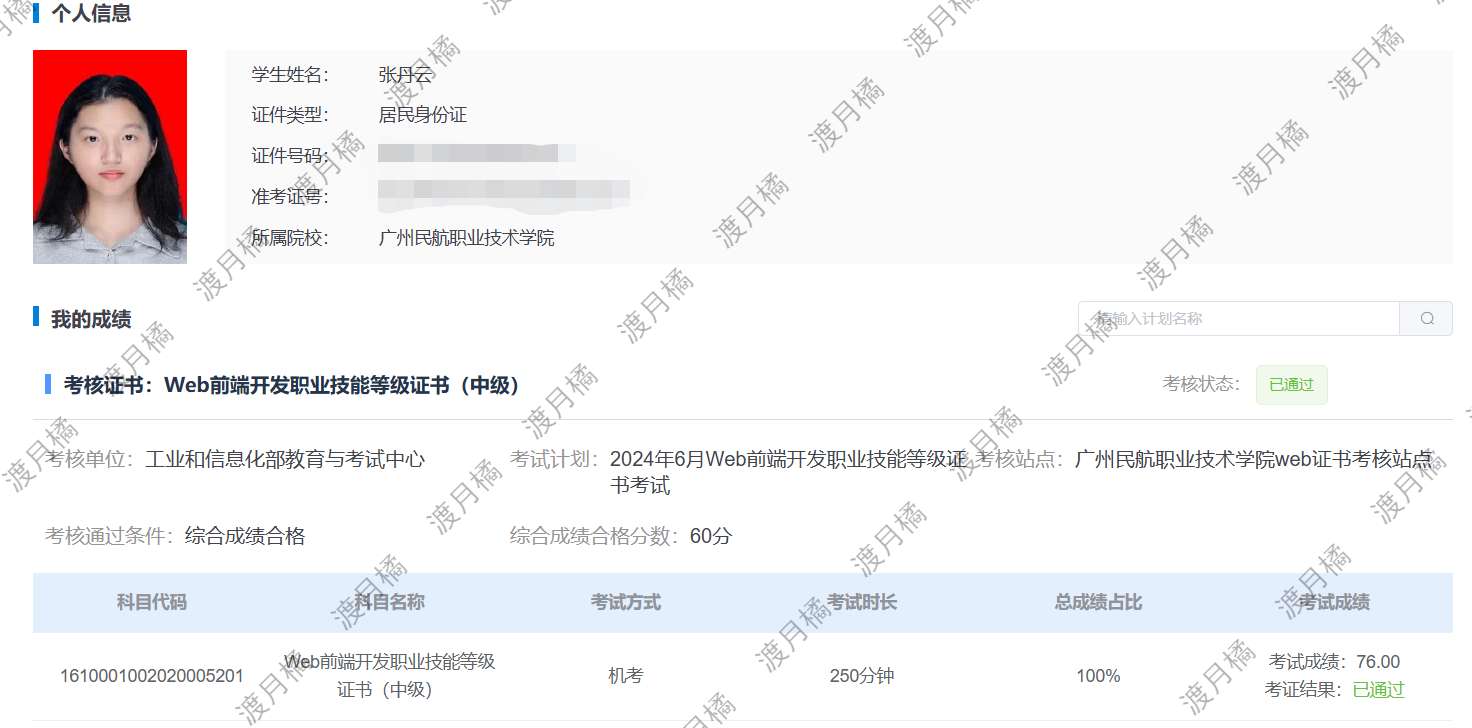 个人信息
学生姓名： 张丹云
证件类型： 居民身份证
证件号码：
准考证号：
所属院校： 广州民航职业技术学院
我的成绩
请输入计划名称
考核证书：Web前端开发职业技能等级证书（中级）
考核状态： 已通过
考核单位：工业和信息化部教育与考试中心
考试计划：2024年6月Web前端开发职业技能等级证
书考试
考核站点：广州民航职业技术学院web证书考核站点
考核通过条件：综合成绩合格
综合成绩合格分数：60分
科目代码 科目名称 考试方式 考试时长 总成绩占比 考试成绩
1610001002020005201
Web前端开发职业技能等级
证书（中级）
机考
250分钟
100%
考试成绩：76.00
考证结果：已通过
渡月橘